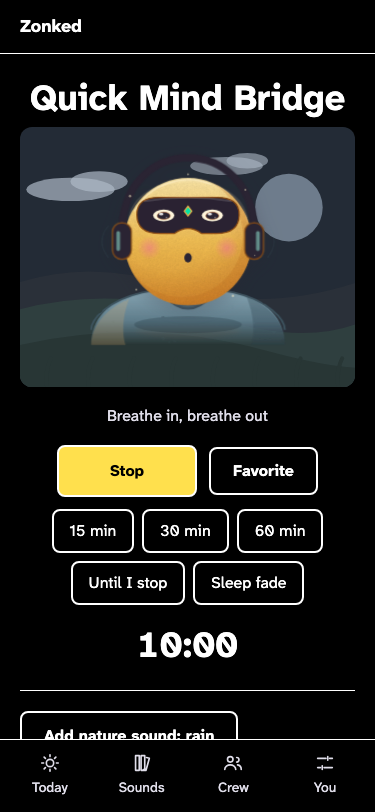 Zonked
Quick Mind Bridge
Breathe in, breathe out
Stop
Favorite
15 min
30 min
60 min
Until I stop
Sleep fade
10:00
Add nature sound: rain
Today
Sounds
Crew
You